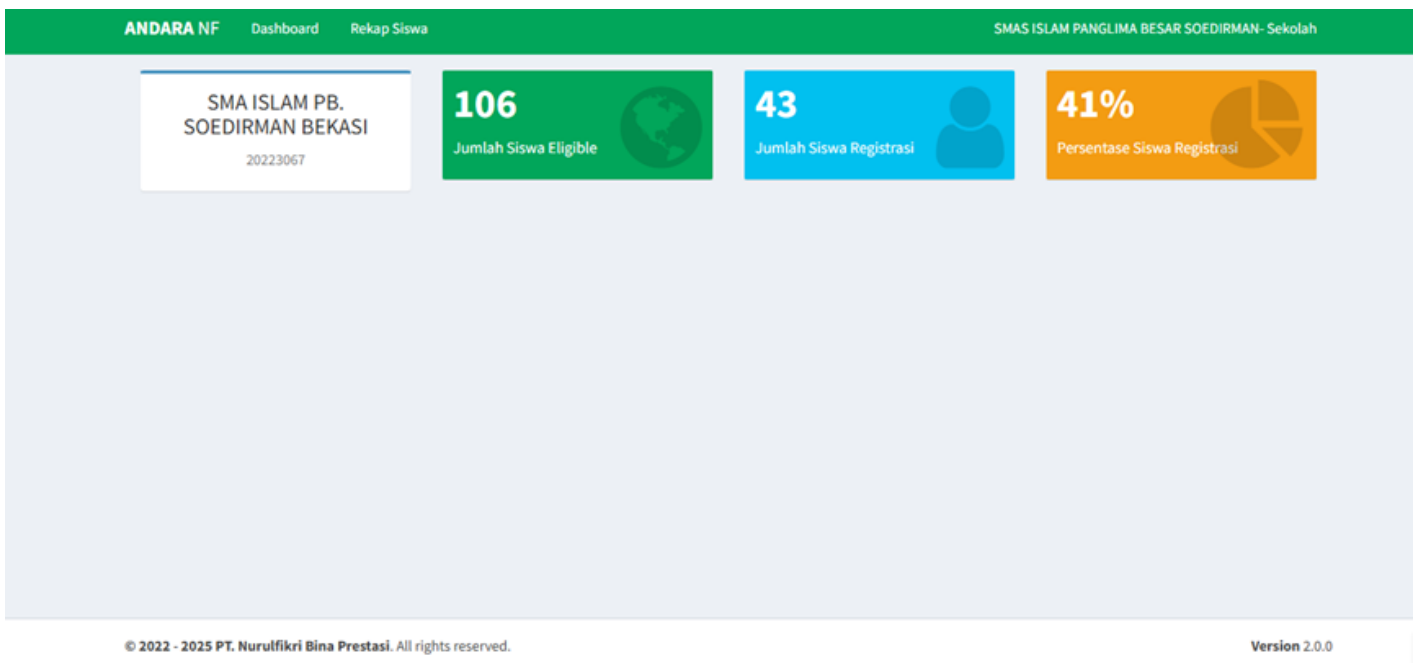 ANDARA NF Dashboard Rekap Siswa SMAS ISLAM PANGLIMA BESAR SOEDIRMAN- Sekolah
SMA ISLAM PB.
SOEDIRMAN BEKASI
20223067
106
Jumlah Siswa Eligible
43
Jumlah Siswa Registrasi
41%
Persentase Siswa Registrasi
© 2022 - 2025 PT. Nurulfikri Bina Prestasi. All rights reserved. Version 2.0.0